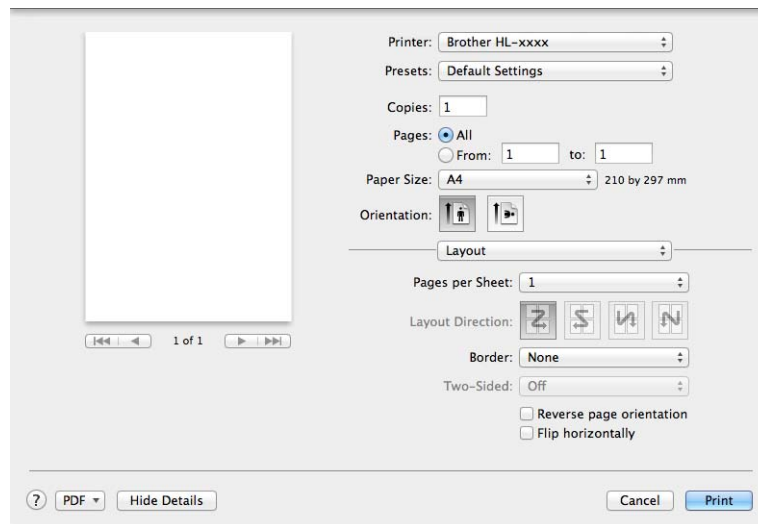 Printer: Brother HL-xxxx
Presets: Default Settings
Copies: 1
Pages: All
From: 1 to: 1
Paper Size: A4 210 by 297 mm
Orientation:
Layout
Pages per Sheet: 1
Layout Direction:
Border: None
Two-Sided: Off
Reverse page orientation
Flip horizontally
1 of 1
? PDF Hide Details Cancel Print